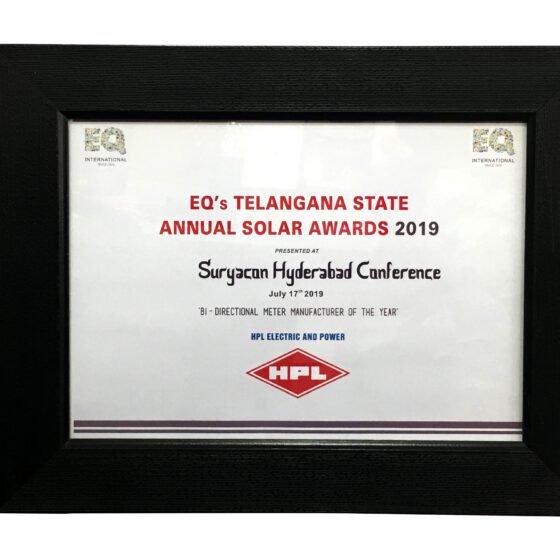 EQ EQ
INTERNATIONAL INTERNATIONAL
EQ's TELANGANA STATE
ANNUAL SOLAR AWARDS 2019
PRESENTED AT
Suryacon Hyderabad Conference
July 17th 2019
"BI - DIRECTIONAL METER MANUFACTURER OF THE YEAR"
HPL ELECTRIC AND POWER
HPL